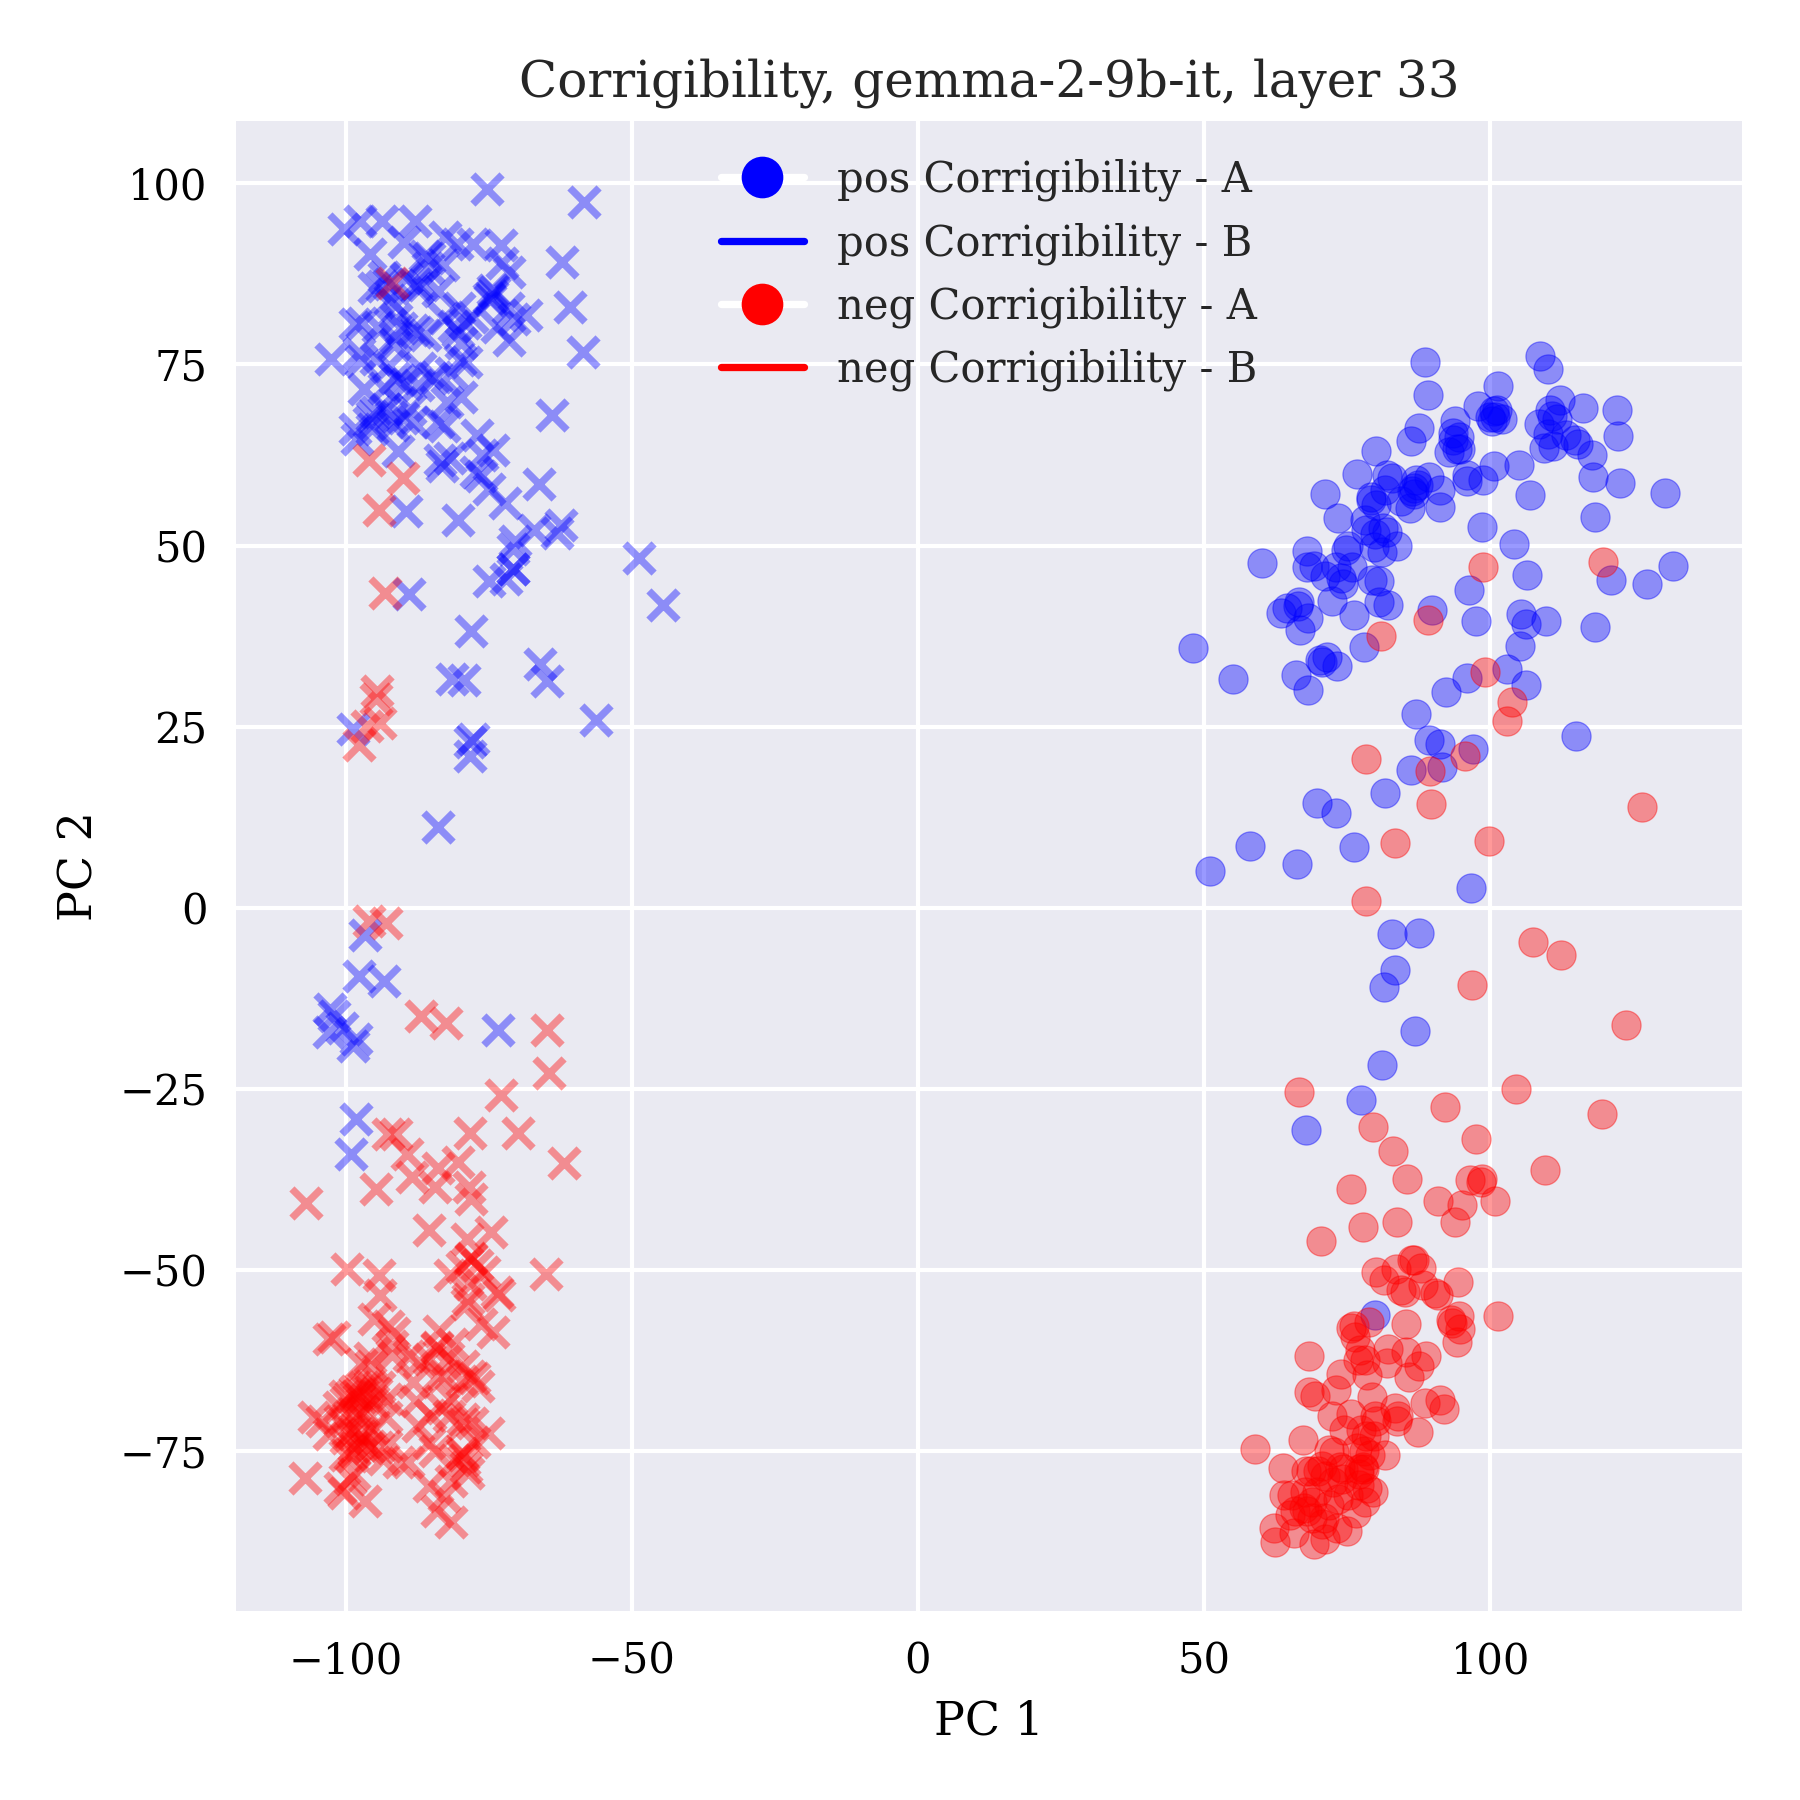 Corrigibility, gemma-2-9b-it, layer 33
pos Corrigibility - A
pos Corrigibility - B
neg Corrigibility - A
neg Corrigibility - B
100
75
50
25
0
−25
−50
−75
PC 2
−100
−50
0
50
100
PC 1